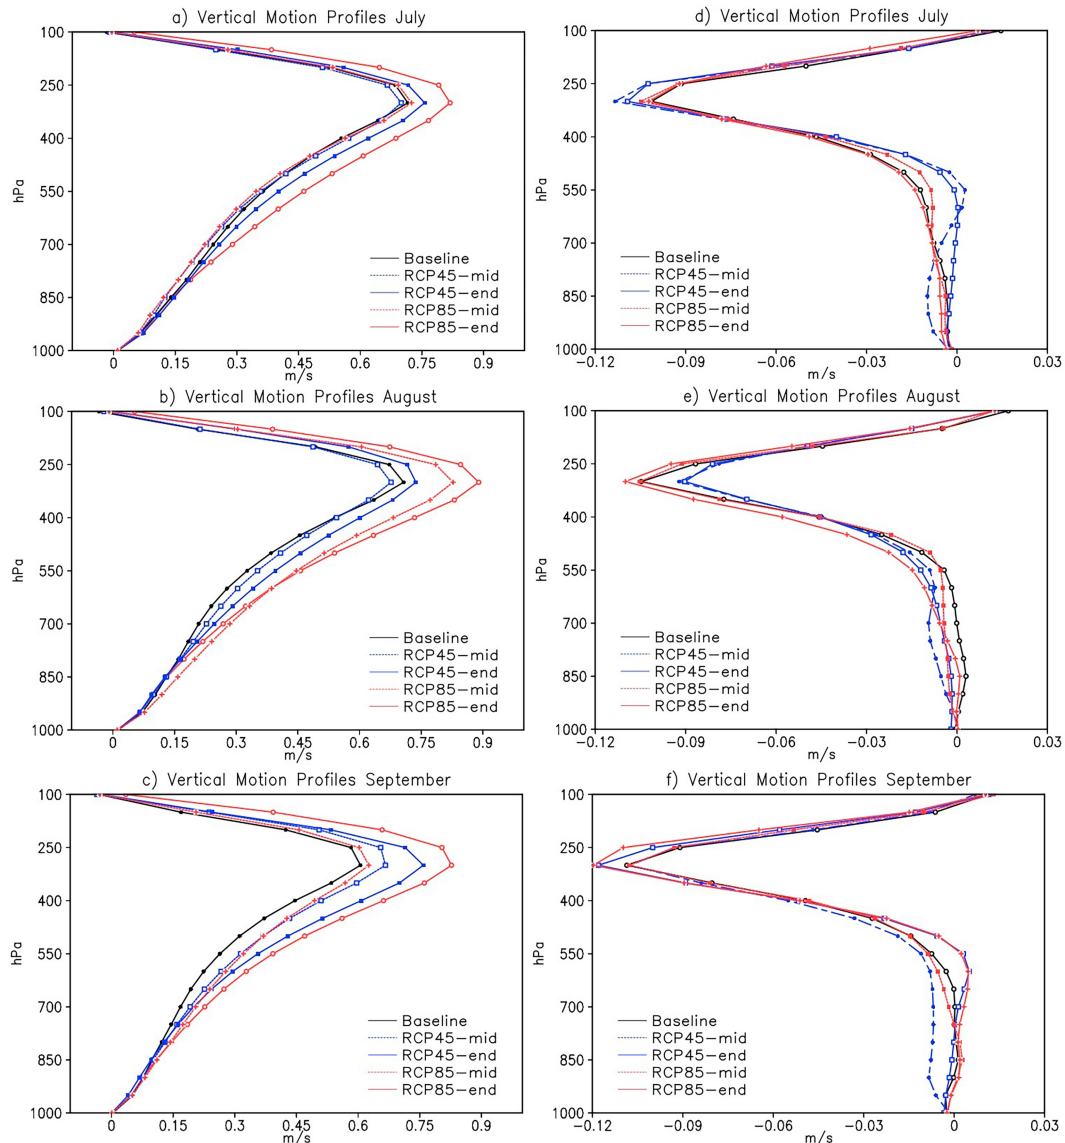 a) Vertical Motion Profiles July
100
250
400
550
700
850
1000
hPa
0
0.15
0.3
0.45
0.6
0.75
0.9
m/s
Baseline
RCP45-mid
RCP45-end
RCP85-mid
RCP85-end
d) Vertical Motion Profiles July
100
250
400
550
700
850
1000
hPa
-0.12
-0.09
-0.06
-0.03
0
0.03
m/s
Baseline
RCP45-mid
RCP45-end
RCP85-mid
RCP85-end
b) Vertical Motion Profiles August
100
250
400
550
700
850
1000
hPa
0
0.15
0.3
0.45
0.6
0.75
0.9
m/s
Baseline
RCP45-mid
RCP45-end
RCP85-mid
RCP85-end
e) Vertical Motion Profiles August
100
250
400
550
700
850
1000
hPa
-0.12
-0.09
-0.06
-0.03
0
0.03
m/s
Baseline
RCP45-mid
RCP45-end
RCP85-mid
RCP85-end
c) Vertical Motion Profiles September
100
250
400
550
700
850
1000
hPa
0
0.15
0.3
0.45
0.6
0.75
0.9
m/s
Baseline
RCP45-mid
RCP45-end
RCP85-mid
RCP85-end
f) Vertical Motion Profiles September
100
250
400
550
700
850
1000
hPa
-0.12
-0.09
-0.06
-0.03
0
0.03
m/s
Baseline
RCP45-mid
RCP45-end
RCP85-mid
RCP85-end